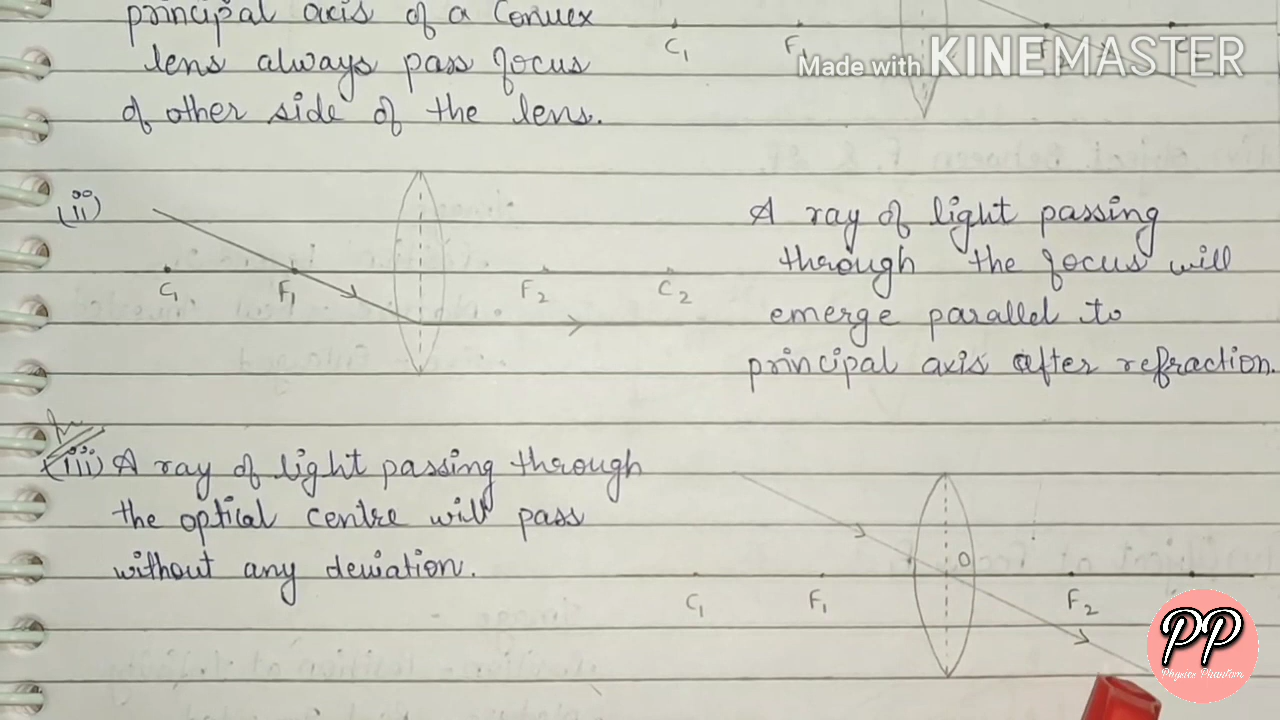 principal axis of a Convex
lens always pass focus
of other side of the lens.
C₁ F₁
Made with KINEMASTER
(ii)
C₁ F₁ F₂ C₂
A ray of light passing
through the focus will
emerge parallel to
principal axis after refraction.
(iii) A ray of light passing through
the optical centre will pass
without any deviation.
O
C₁ F₁ F₂
PP
Physics Phantom